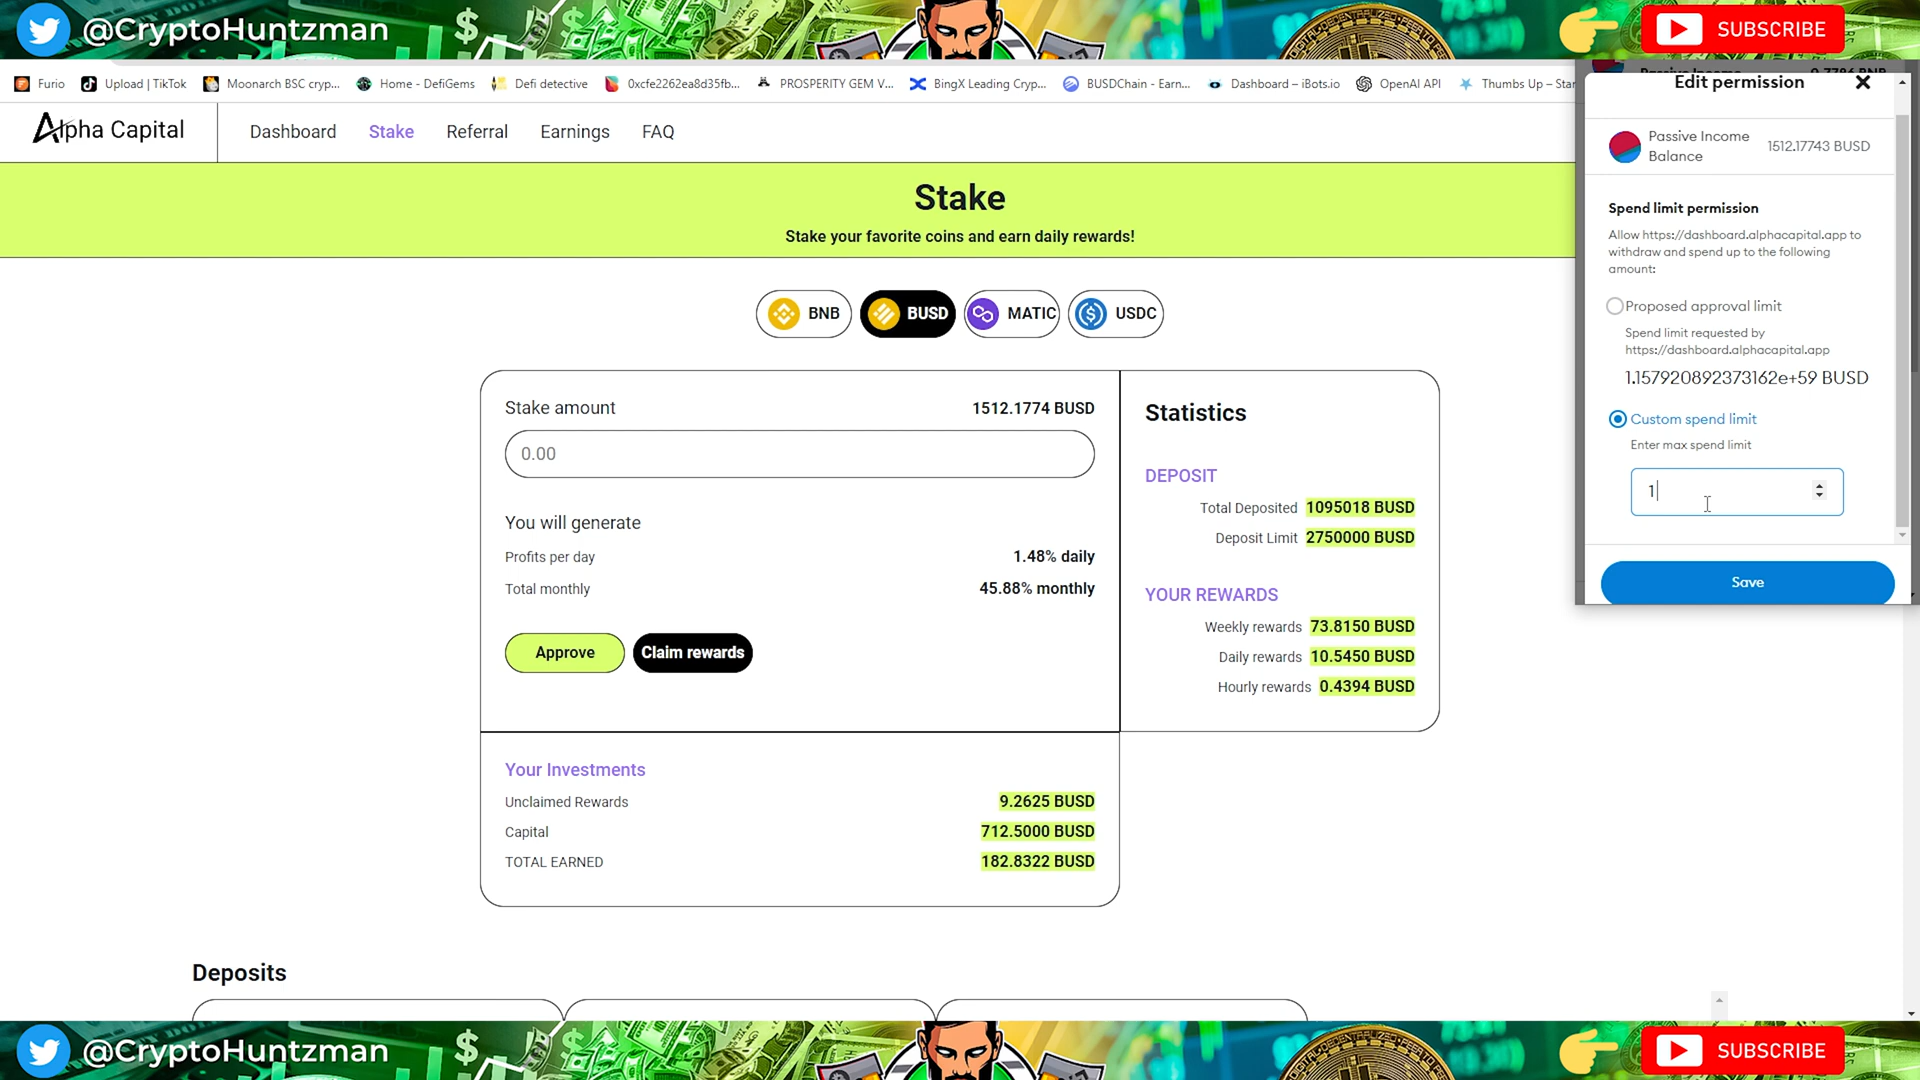 @CryptoHuntzman
SUBSCRIBE
Furio
Upload | TikTok
Moonarch BSC cryp...
Home - DefiGems
Defi detective
0xcfe2262ea8d35fb...
PROSPERITY GEM V...
BingX Leading Cryp...
BUSDChain - Earn...
Dashboard – iBots.io
OpenAI API
Thumbs Up – Star
Alpha Capital
Dashboard
Stake
Referral
Earnings
FAQ
Stake
Stake your favorite coins and earn daily rewards!
BNB
BUSD
MATIC
USDC
Stake amount
1512.1774 BUSD
0.00
You will generate
Profits per day
1.48% daily
Total monthly
45.88% monthly
Approve
Claim rewards
Statistics
DEPOSIT
Total Deposited 1095018 BUSD
Deposit Limit 2750000 BUSD
YOUR REWARDS
Weekly rewards 73.8150 BUSD
Daily rewards 10.5450 BUSD
Hourly rewards 0.4394 BUSD
Your Investments
Unclaimed Rewards
9.2625 BUSD
Capital
712.5000 BUSD
TOTAL EARNED
182.8322 BUSD
Deposits
Edit permission
Passive Income
Balance
1512.17743 BUSD
Spend limit permission
Allow https://dashboard.alphacapital.app to
withdraw and spend up to the following
amount:
Proposed approval limit
Spend limit requested by
https://dashboard.alphacapital.app
1.157920892373162e+59 BUSD
Custom spend limit
Enter max spend limit
1
Save
@CryptoHuntzman
SUBSCRIBE